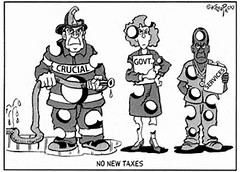 CRUCIAL
GOVT.
SERVICES
NO NEW TAXES